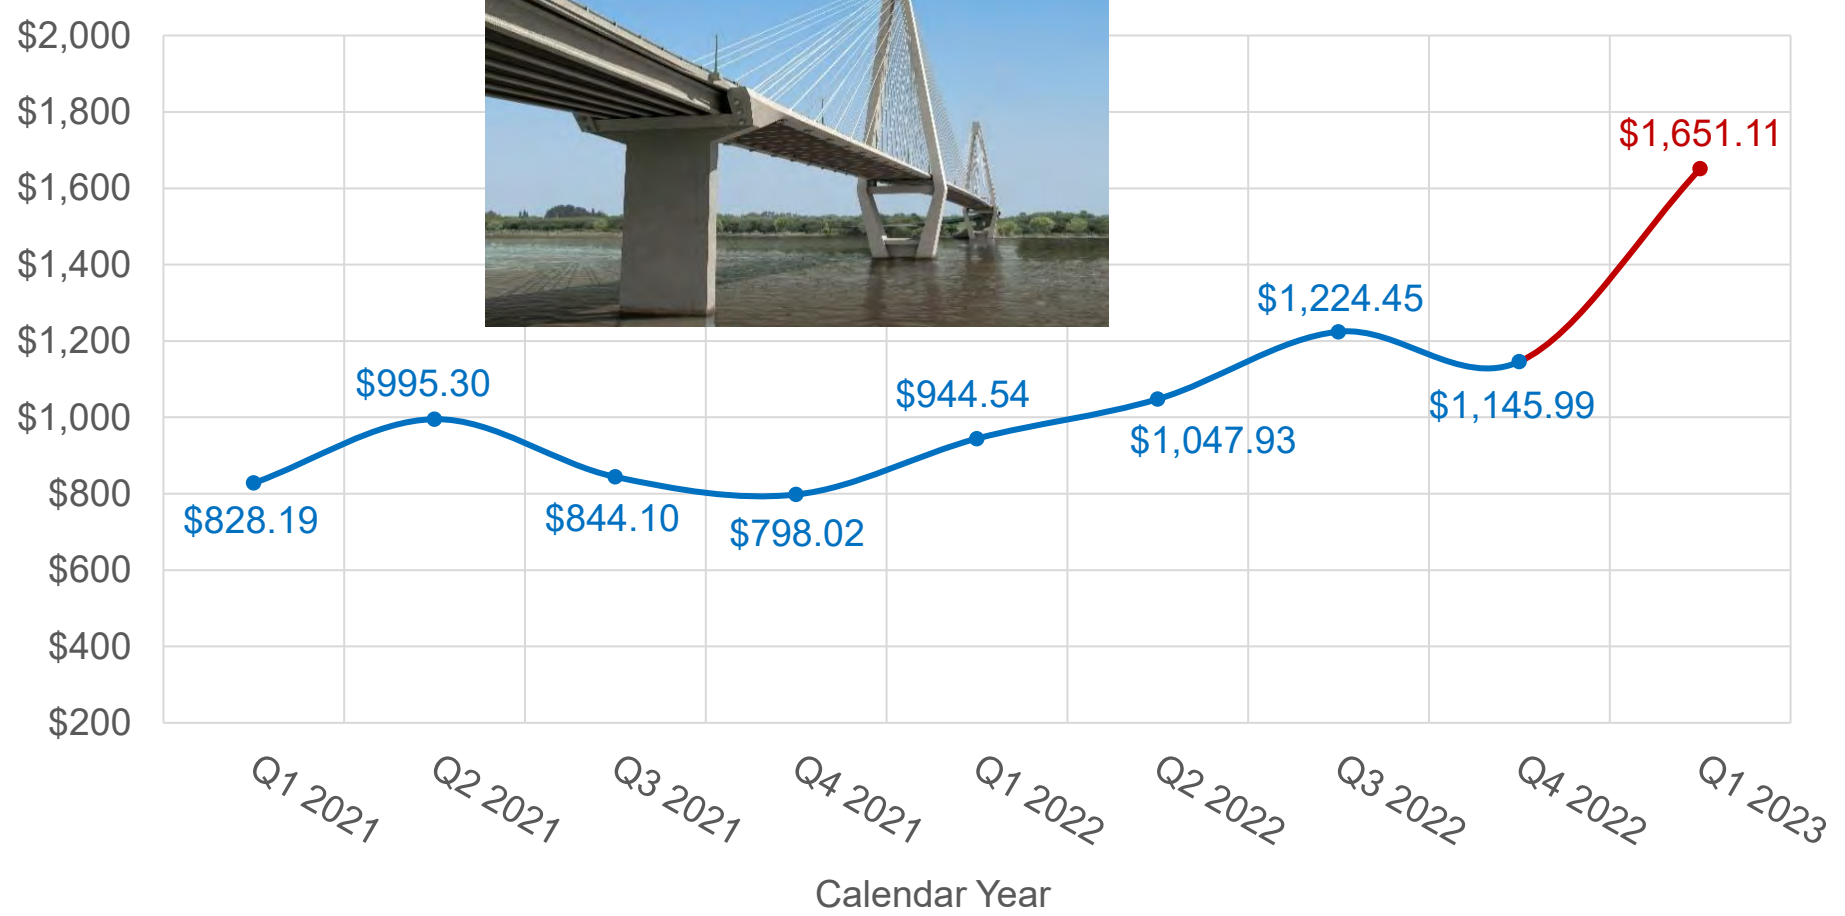 $2,000
$1,800
$1,600
$1,400
$1,200
$1,000
$800
$600
$400
$200
$828.19
$995.30
$844.10
$798.02
$944.54
$1,047.93
$1,224.45
$1,145.99
$1,651.11
Q1 2021
Q2 2021
Q3 2021
Q4 2021
Q1 2022
Q2 2022
Q3 2022
Q4 2022
Q1 2023
Calendar Year